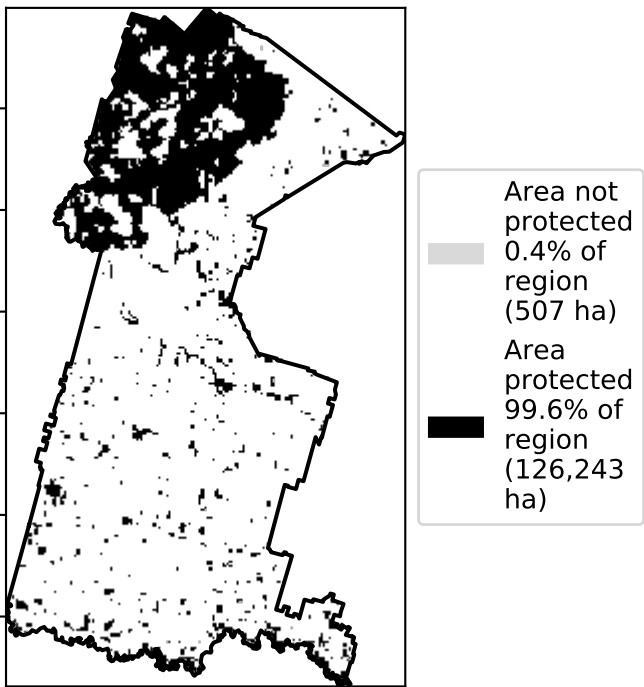 Area not
protected
0.4% of
region
(507 ha)
Area
protected
99.6% of
region
(126,243
ha)